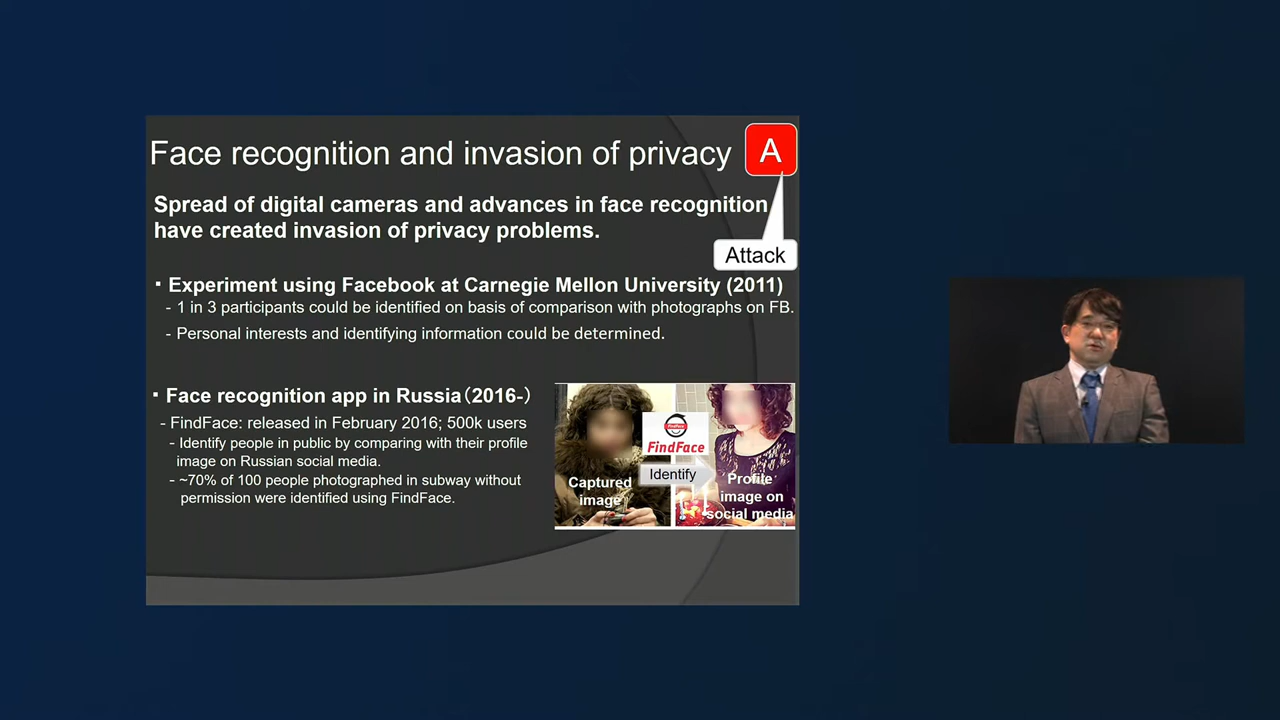 Face recognition and invasion of privacy
A
Spread of digital cameras and advances in face recognition
have created invasion of privacy problems.
Attack
・Experiment using Facebook at Carnegie Mellon University (2011)
- 1 in 3 participants could be identified on basis of comparison with photographs on FB.
- Personal interests and identifying information could be determined.
・Face recognition app in Russia（2016-）
- FindFace: released in February 2016; 500k users
- Identify people in public by comparing with their profile
image on Russian social media.
- ~70% of 100 people photographed in subway without
permission were identified using FindFace.
FindFace
FindFace
Identify
Captured
image
Profile
image on
social media